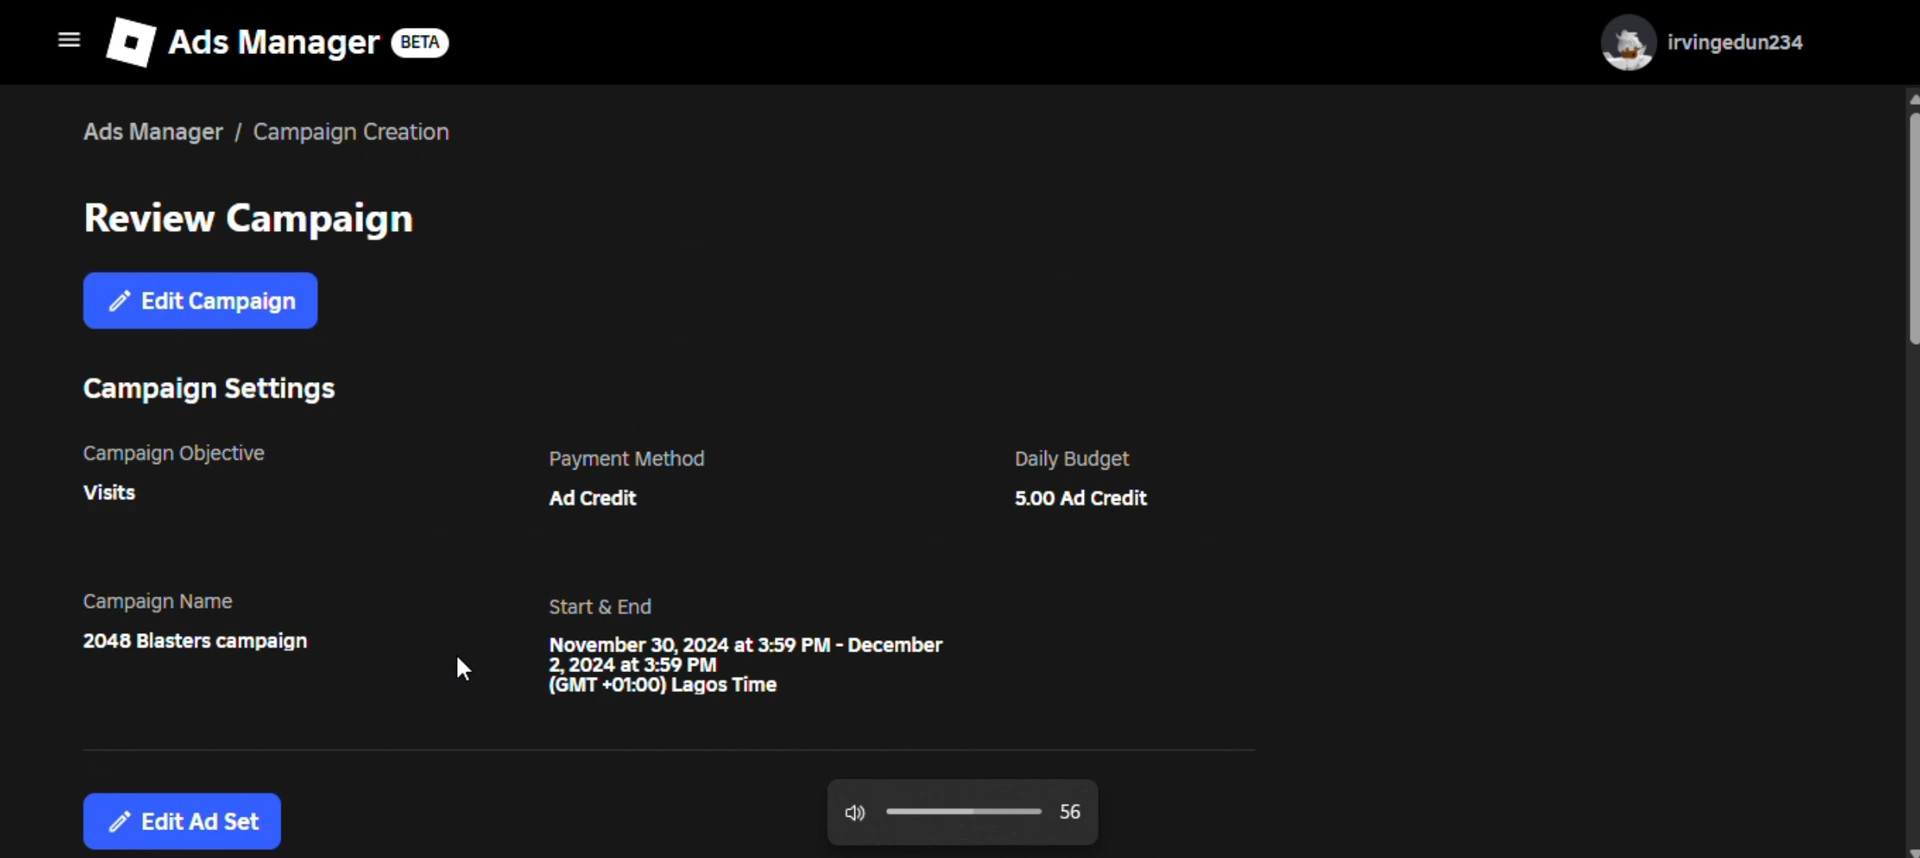 Ads Manager BETA
irvingedun234
Ads Manager / Campaign Creation
Review Campaign
Edit Campaign
Campaign Settings
Campaign Objective
Visits
Payment Method
Ad Credit
Daily Budget
5.00 Ad Credit
Campaign Name
2048 Blasters campaign
Start & End
November 30, 2024 at 3:59 PM - December
2, 2024 at 3:59 PM
(GMT +01:00) Lagos Time
Edit Ad Set
56